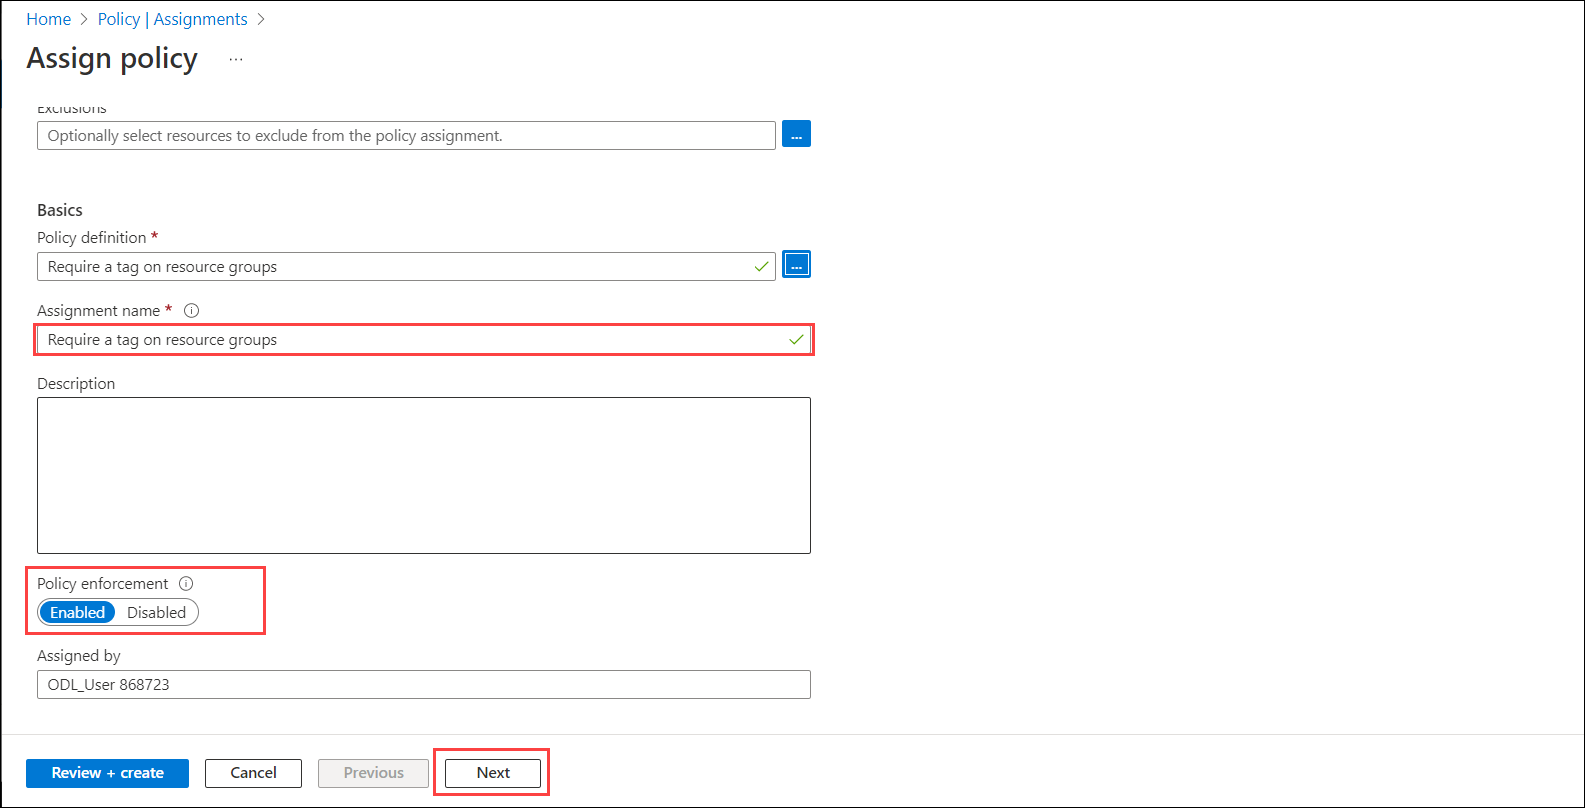 Home > Policy | Assignments >
Assign policy ...
Exclusions
Optionally select resources to exclude from the policy assignment.
...
Basics
Policy definition *
Require a tag on resource groups
...
Assignment name *
Require a tag on resource groups
Description
Policy enforcement
Enabled Disabled
Assigned by
ODL_User 868723
Review + create Cancel Previous Next